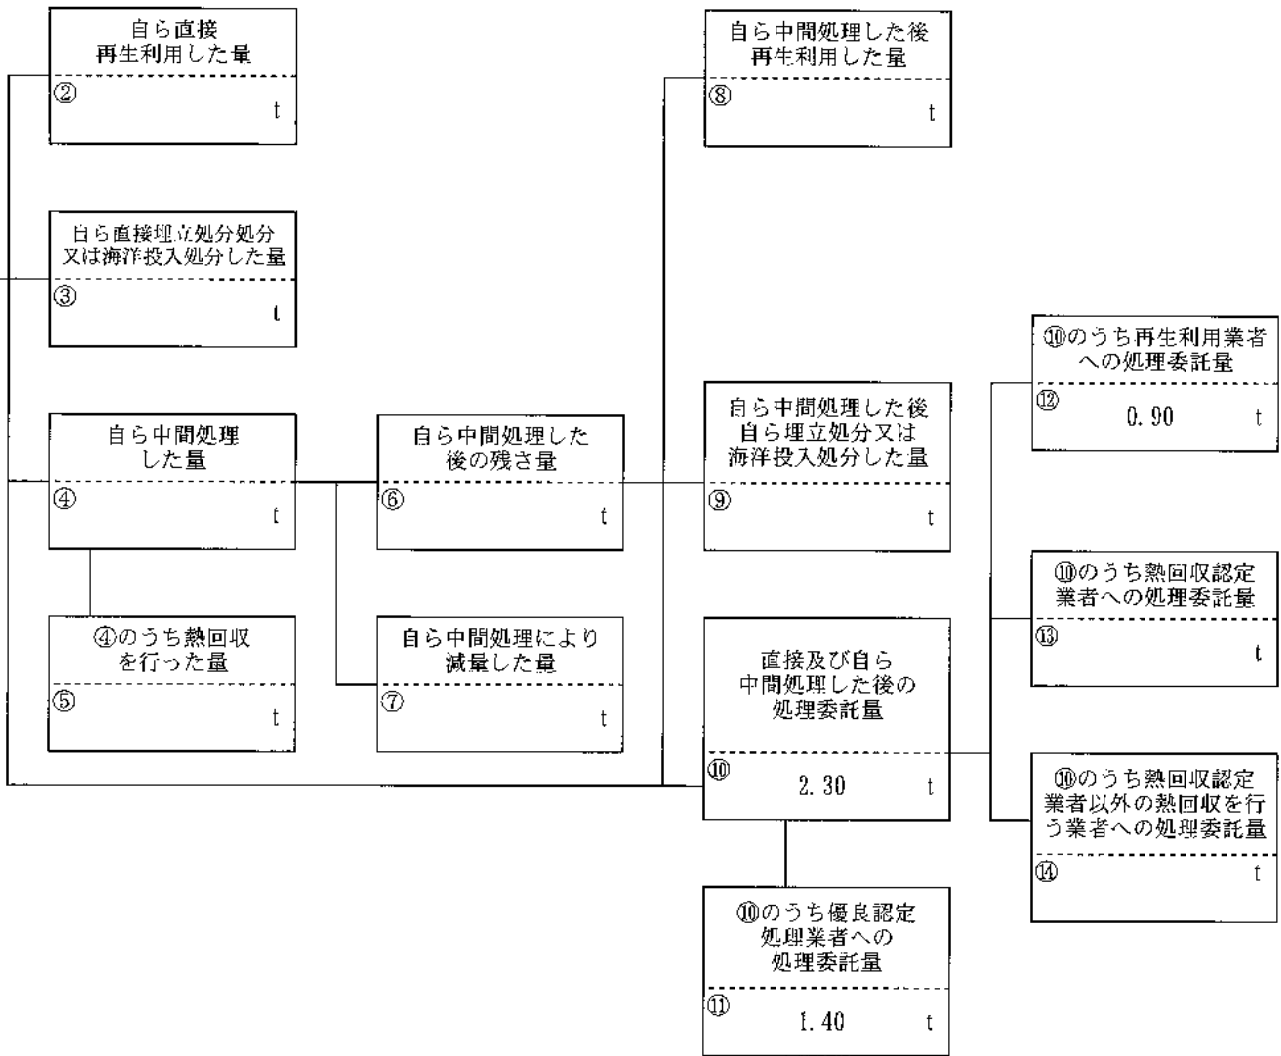 自ら直接
再生利用した量
②
t
自ら直接埋立処分処分
又は海洋投入処分した量
③
t
自ら中間処理
した量
④
t
④のうち熱回収
を行った量
⑤
t
自ら中間処理した
後の残さ量
⑥
t
自ら中間処理により
減量した量
⑦
t
自ら中間処理した後
再生利用した量
⑧
t
自ら中間処理した後
自ら埋立処分又は
海洋投入処分した量
⑨
t
直接及び自ら
中間処理した後の
処理委託量
⑩
2.30 t
⑩のうち優良認定
処理業者への
処理委託量
⑪
1.40 t
⑩のうち再生利用業者
への処理委託量
⑫
0.90 t
⑩のうち熱回収認定
業者への処理委託量
⑬
t
⑩のうち熱回収認定
業者以外の熱回収を行
う業者への処理委託量
⑭
t